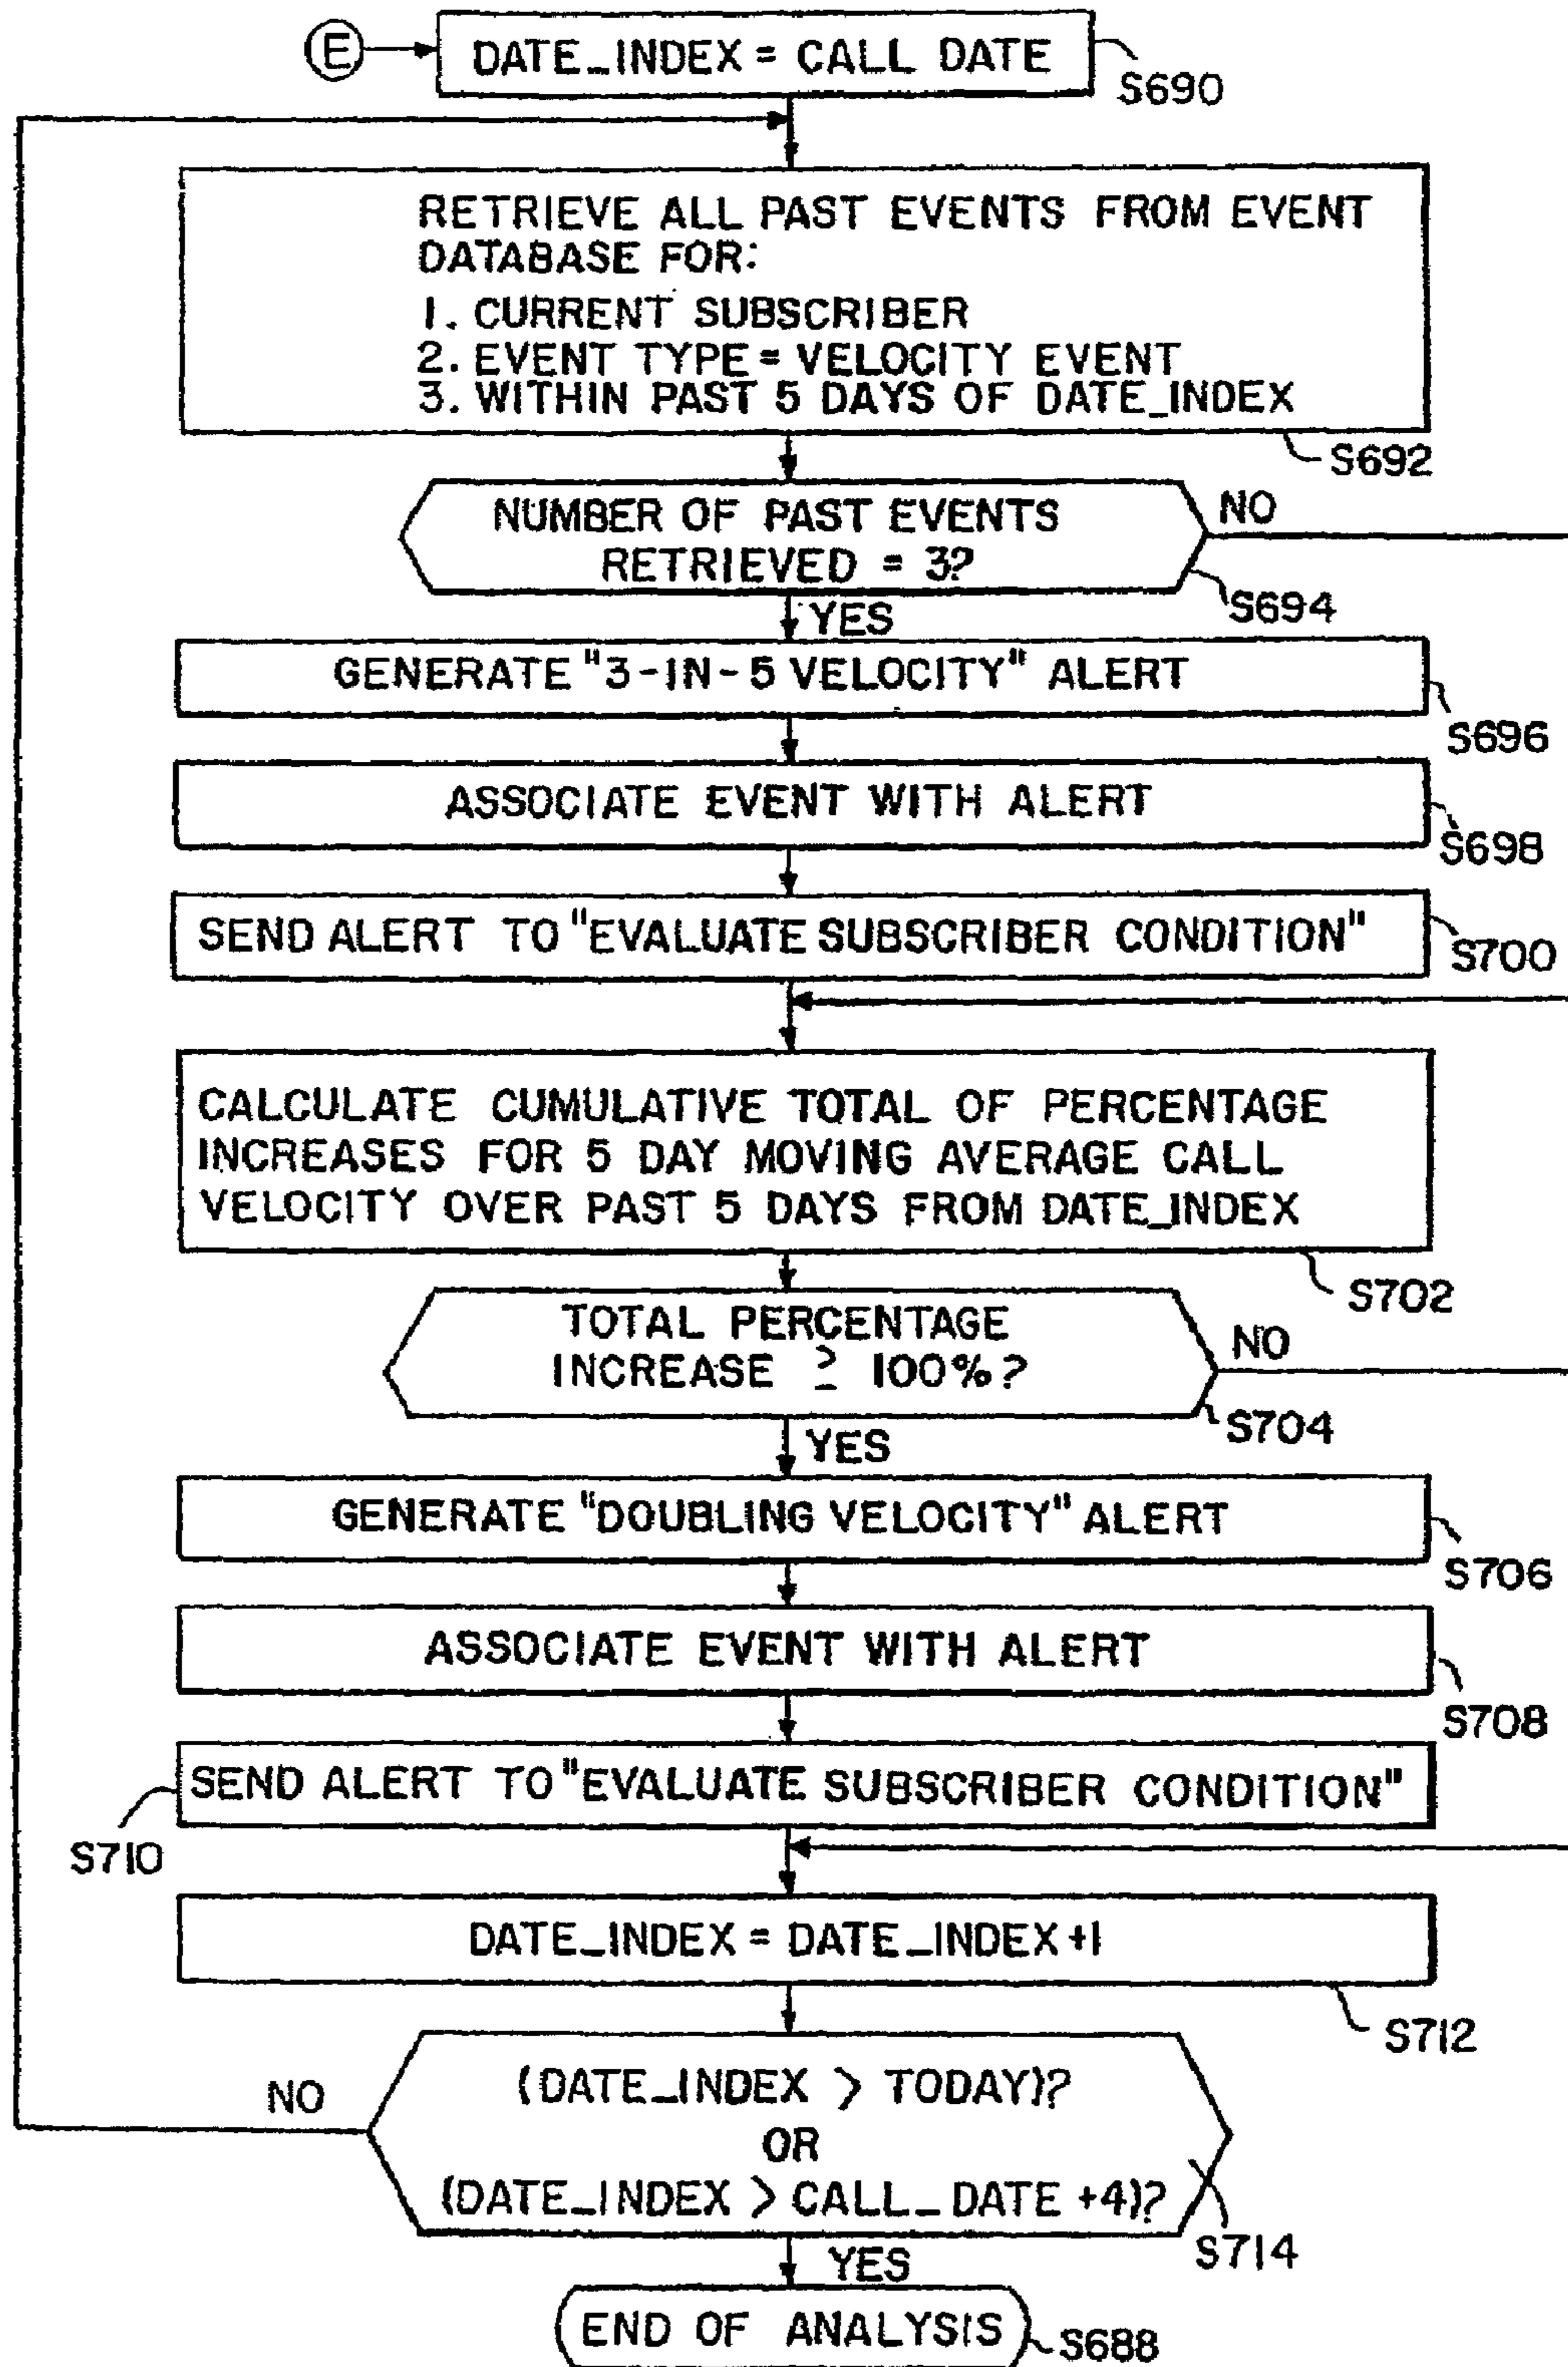 E
DATE_INDEX = CALL DATE
S690
RETRIEVE ALL PAST EVENTS FROM EVENT
DATABASE FOR:
1. CURRENT SUBSCRIBER
2. EVENT TYPE = VELOCITY EVENT
3. WITHIN PAST 5 DAYS OF DATE_INDEX
S692
NUMBER OF PAST EVENTS
RETRIEVED = 3?
NO
S694
YES
GENERATE "3-IN-5 VELOCITY" ALERT
S696
ASSOCIATE EVENT WITH ALERT
S698
SEND ALERT TO "EVALUATE SUBSCRIBER CONDITION"
S700
CALCULATE CUMULATIVE TOTAL OF PERCENTAGE
INCREASES FOR 5 DAY MOVING AVERAGE CALL
VELOCITY OVER PAST 5 DAYS FROM DATE_INDEX
S702
TOTAL PERCENTAGE
INCREASE ≥ 100%?
NO
S704
YES
GENERATE "DOUBLING VELOCITY" ALERT
S706
ASSOCIATE EVENT WITH ALERT
S708
SEND ALERT TO "EVALUATE SUBSCRIBER CONDITION"
S710
DATE_INDEX = DATE_INDEX +1
S712
(DATE_INDEX > TODAY)?
NO
OR
(DATE_INDEX > CALL_DATE +4)?
S714
YES
END OF ANALYSIS
S688